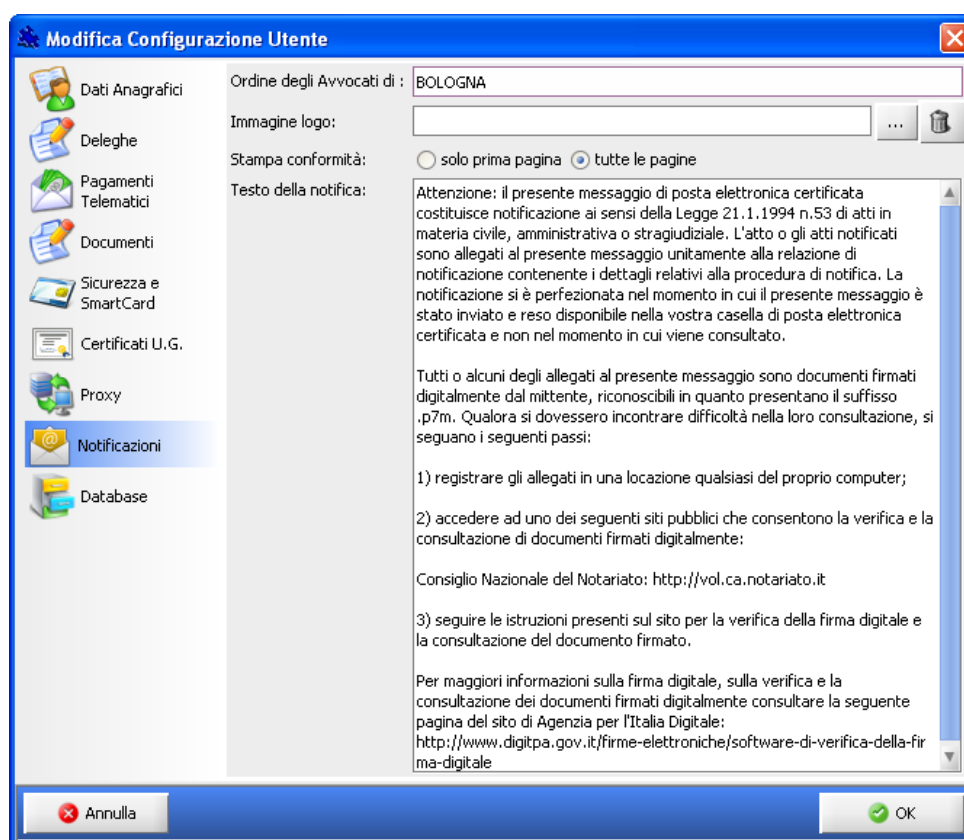 Modifica Configurazione Utente
Dati Anagrafici
Deleghe
Pagamenti
Telematici
Documenti
Sicurezza e
SmartCard
Certificati U.G.
Proxy
Notificazioni
Database
Ordine degli Avvocati di : BOLOGNA
Immagine logo: ...
Stampa conformità: solo prima pagina tutte le pagine
Testo della notifica:
Attenzione: il presente messaggio di posta elettronica certificata
costituisce notificazione ai sensi della Legge 21.1.1994 n.53 di atti in
materia civile, amministrativa o stragiudiziale. L'atto o gli atti notificati
sono allegati al presente messaggio unitamente alla relazione di
notificazione contenente i dettagli relativi alla procedura di notifica. La
notificazione si è perfezionata nel momento in cui il presente messaggio è
stato inviato e reso disponibile nella vostra casella di posta elettronica
certificata e non nel momento in cui viene consultato.
Tutti o alcuni degli allegati al presente messaggio sono documenti firmati
digitalmente dal mittente, riconoscibili in quanto presentano il suffisso
.p7m. Qualora si dovessero incontrare difficoltà nella loro consultazione, si
seguano i seguenti passi:
1) registrare gli allegati in una locazione qualsiasi del proprio computer;
2) accedere ad uno dei seguenti siti pubblici che consentono la verifica e la
consultazione di documenti firmati digitalmente:
Consiglio Nazionale del Notariato: http://vol.ca.notariato.it
3) seguire le istruzioni presenti sul sito per la verifica della firma digitale e
la consultazione del documento firmato.
Per maggiori informazioni sulla firma digitale, sulla verifica e la
consultazione dei documenti firmati digitalmente consultare la seguente
pagina del sito di Agenzia per l'Italia Digitale:
http://www.digitpa.gov.it/firme-elettroniche/software-di-verifica-della-fir
ma-digitale
Annulla
OK